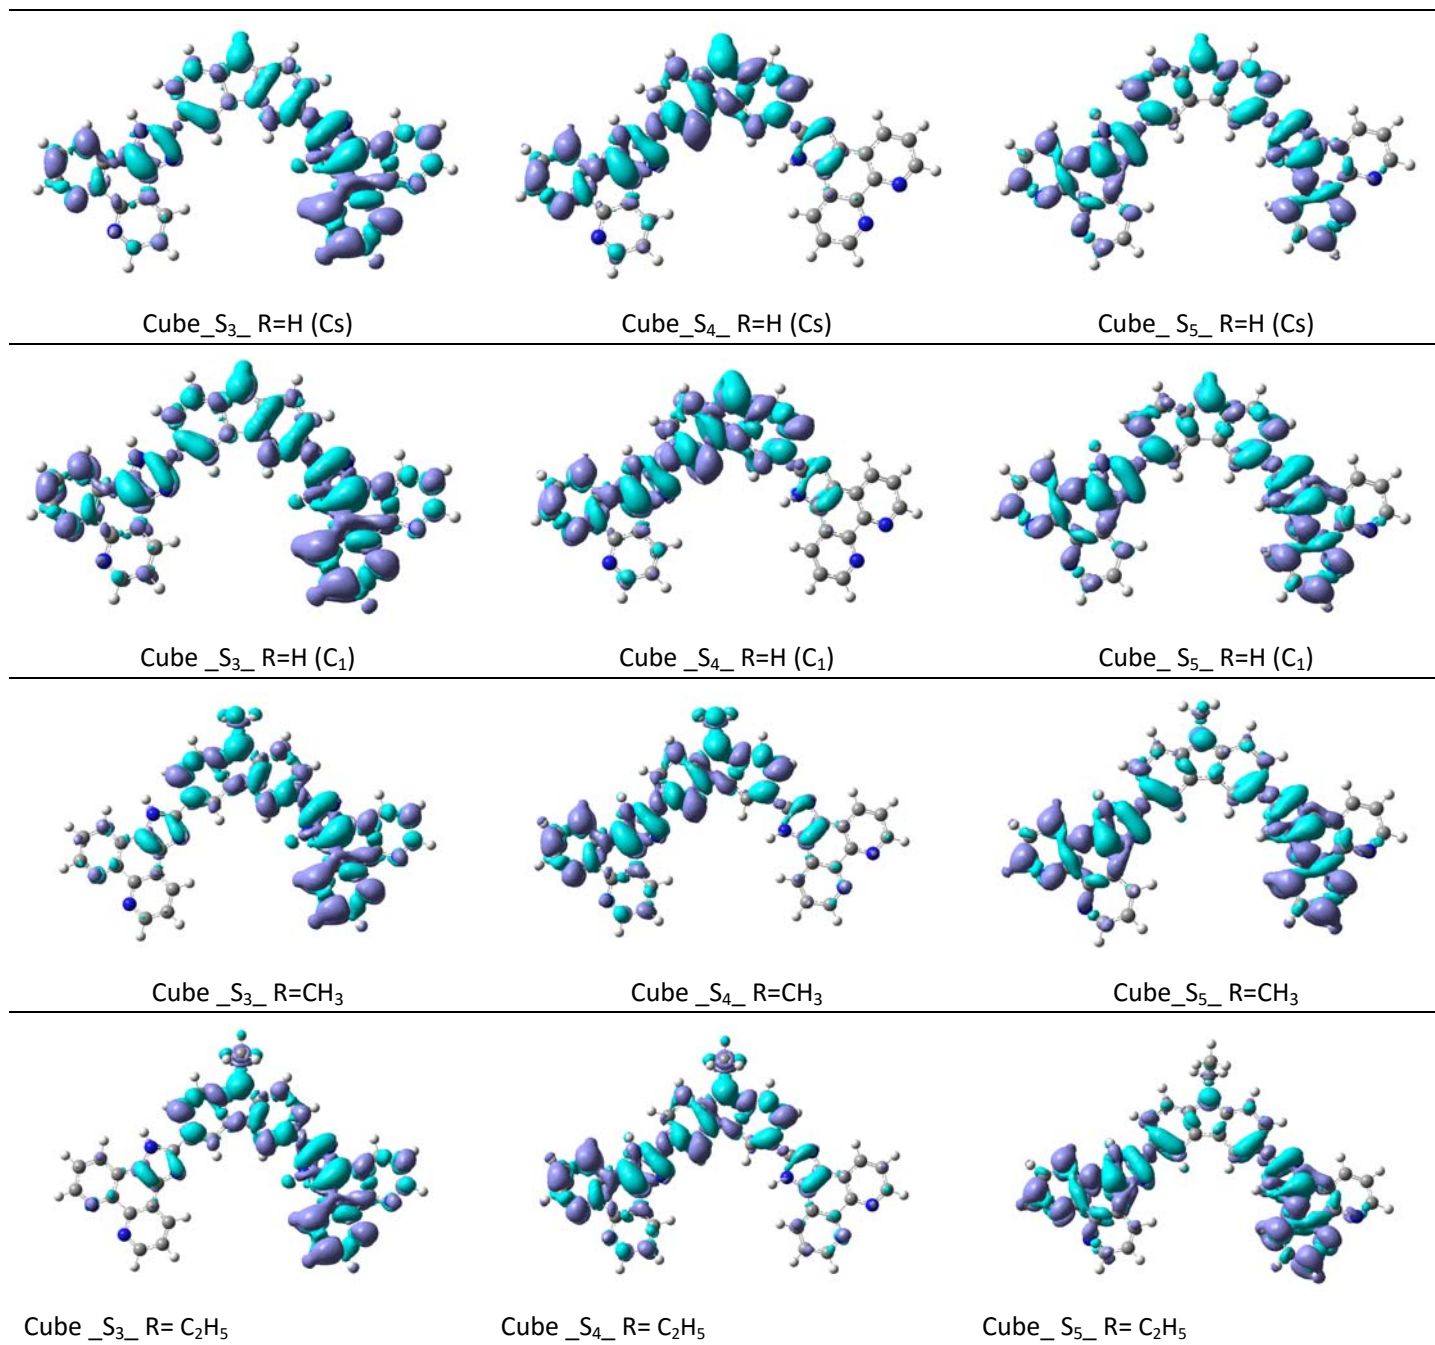 Cube_S₃_ R=H (Cs)
Cube_S₄_ R=H (Cs)
Cube_ S₅_ R=H (Cs)
Cube _S₃_ R=H (C₁)
Cube _S₄_ R=H (C₁)
Cube_ S₅_ R=H (C₁)
Cube _S₃_ R=CH₃
Cube _S₄_ R=CH₃
Cube_S₅_ R=CH₃
Cube _S₃_ R= C₂H₅
Cube _S₄_ R= C₂H₅
Cube_ S₅_ R= C₂H₅